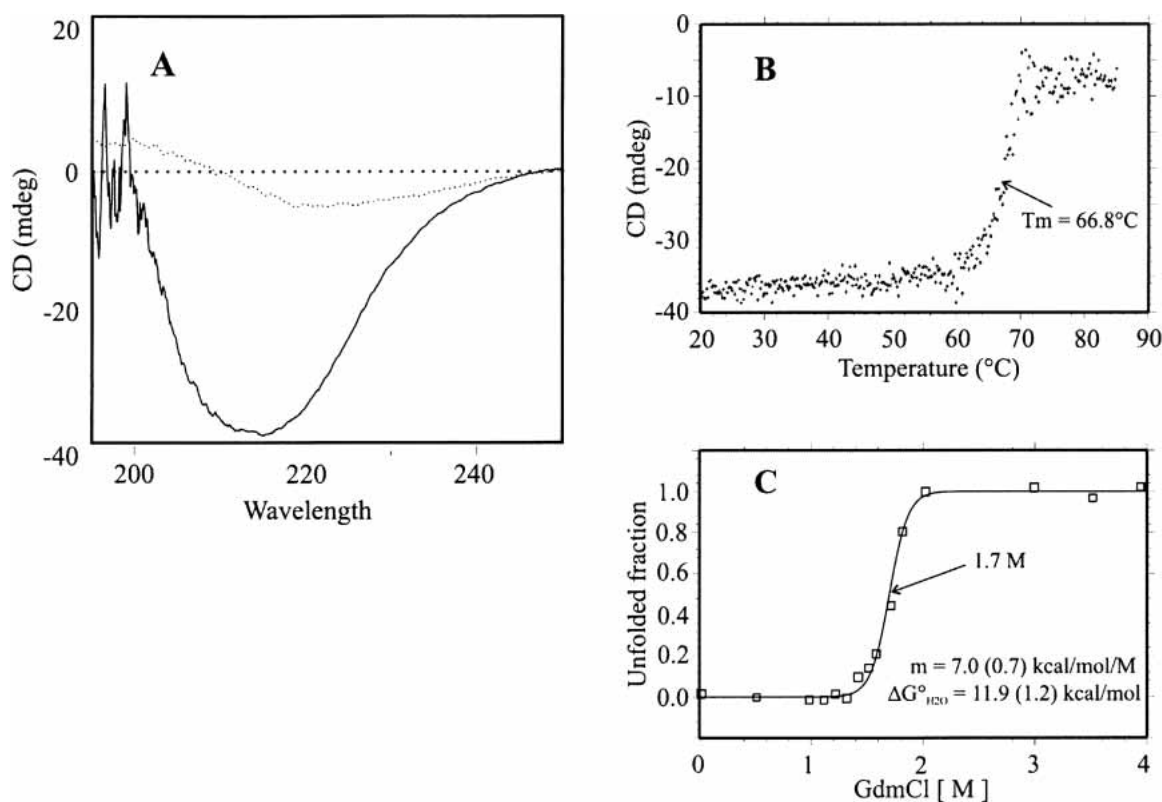 A
20
0
-20
-40
CD (mdeg)
200
220
240
Wavelength
B
0
-10
-20
-30
-40
CD (mdeg)
Tm = 66.8°C
20
30
40
50
60
70
80
90
Temperature (°C)
C
1.0
0.8
0.6
0.4
0.2
0.0
Unfolded fraction
1.7 M
m = 7.0 (0.7) kcal/mol/M
ΔG°H2O = 11.9 (1.2) kcal/mol
0
1
2
3
4
GdmCl [ M ]